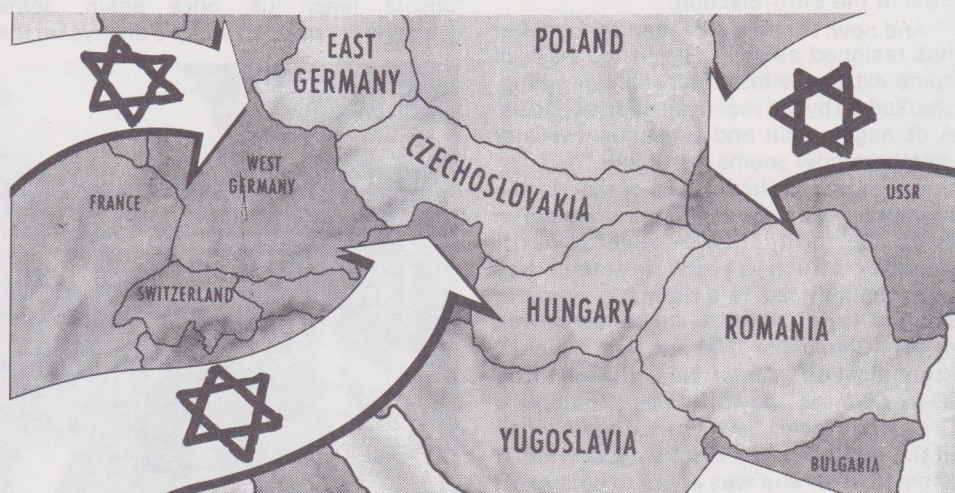 EAST
GERMANY
POLAND
CZECHOSLOVAKIA
WEST
GERMANY
FRANCE
USSR
SWITZERLAND
HUNGARY
ROMANIA
YUGOSLAVIA
BULGARIA